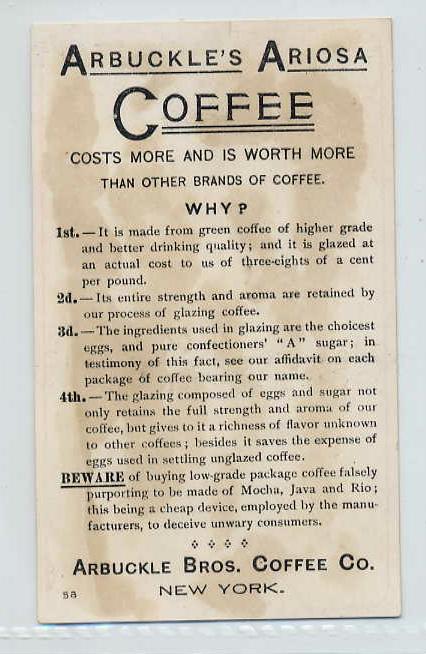 ARBUCKLE'S ARIOSA
COFFEE
COSTS MORE AND IS WORTH MORE
THAN OTHER BRANDS OF COFFEE.
WHY?
1st.—It is made from green coffee of higher grade
and better drinking quality; and it is glazed at
an actual cost to us of three-eights of a cent
per pound.
2d.—Its entire strength and aroma are retained by
our process of glazing coffee.
3d.—The ingredients used in glazing are the choicest
eggs, and pure confectioners' "A" sugar; in
testimony of this fact, see our affidavit on each
package of coffee bearing our name.
4th.—The glazing composed of eggs and sugar not
only retains the full strength and aroma of our
coffee, but gives to it a richness of flavor unknown
to other coffees; besides it saves the expense of
eggs used in settling unglazed coffee.
BEWARE of buying low-grade package coffee falsely
purporting to be made of Mocha, Java and Rio;
this being a cheap device, employed by the manu-
facturers, to deceive unwary consumers.
ARBUCKLE BROS. COFFEE CO.
58 NEW YORK.